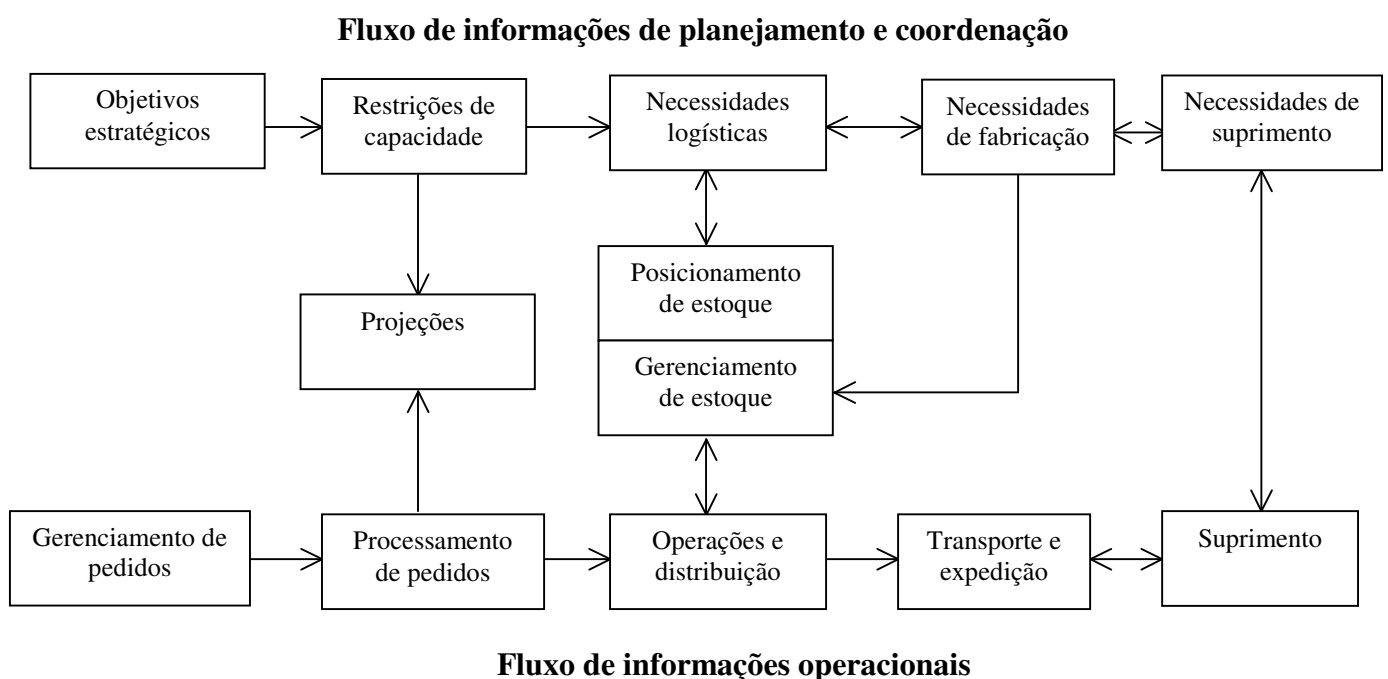 Fluxo de informações de planejamento e coordenação
Objetivos
estratégicos
Restrições de
capacidade
Necessidades
logísticas
Necessidades
de fabricação
Necessidades de
suprimento
Posicionamento
de estoque
Projeções
Gerenciamento
de estoque
Gerenciamento de
pedidos
Processamento
de pedidos
Operações e
distribuição
Transporte e
expedição
Suprimento
Fluxo de informações operacionais